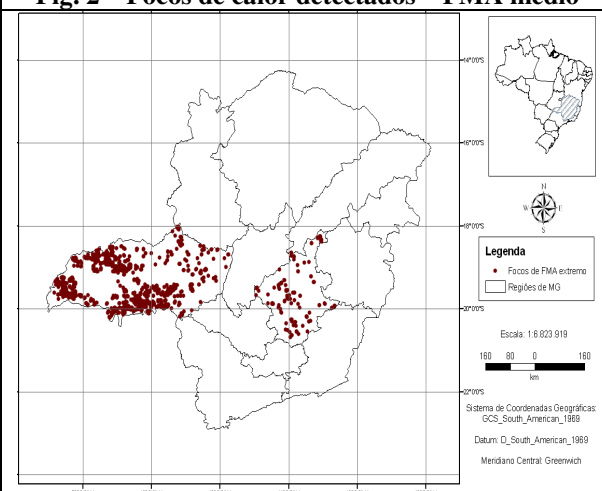 Fig. 2 – Focos de calor detectados – FMA médio
14°0'0"S
16°0'0"S
18°0'0"S
20°0'0"S
22°0'0"S
N
W E
S
Legenda
Focos de FMA extremo
Regiões de MG
Escala: 1:6.823.919
160 80 0 160
km
Sistema de Coordenadas Geográficas:
GCS_South_American_1969
Datum: D_South_American_1969
Meridiano Central: Greenwich